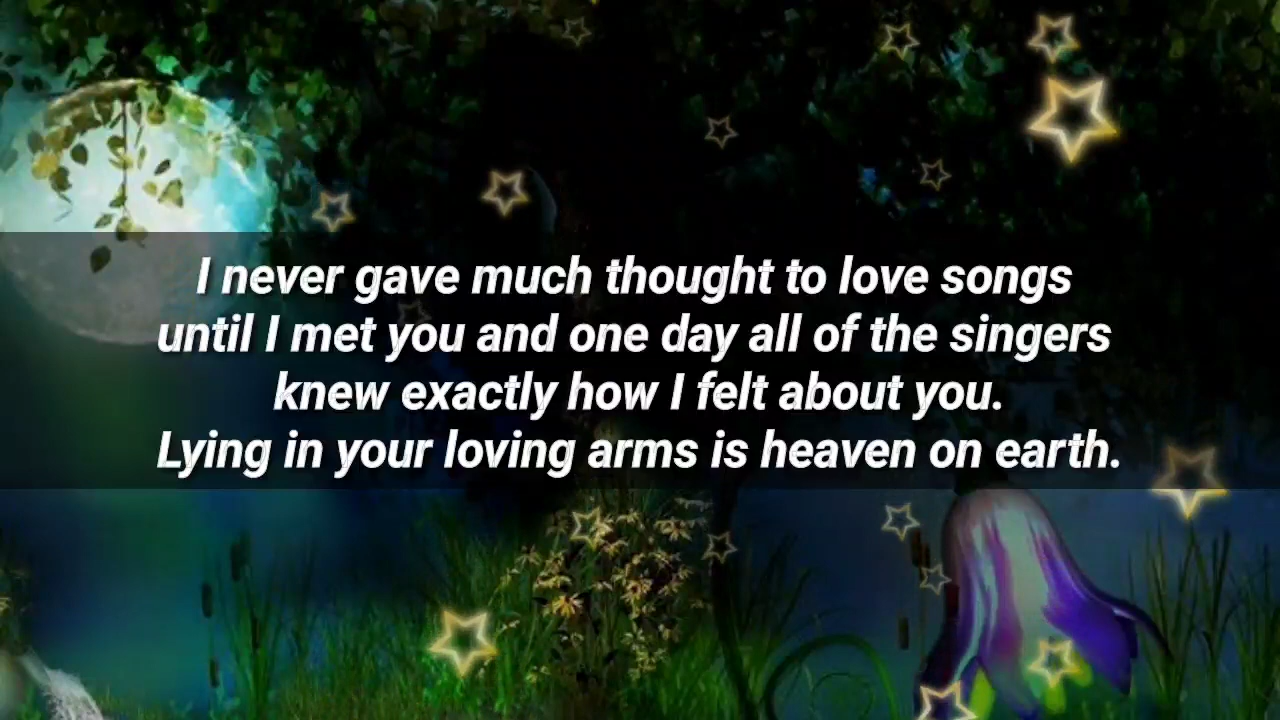 I never gave much thought to love songs
until I met you and one day all of the singers
knew exactly how I felt about you.
Lying in your loving arms is heaven on earth.